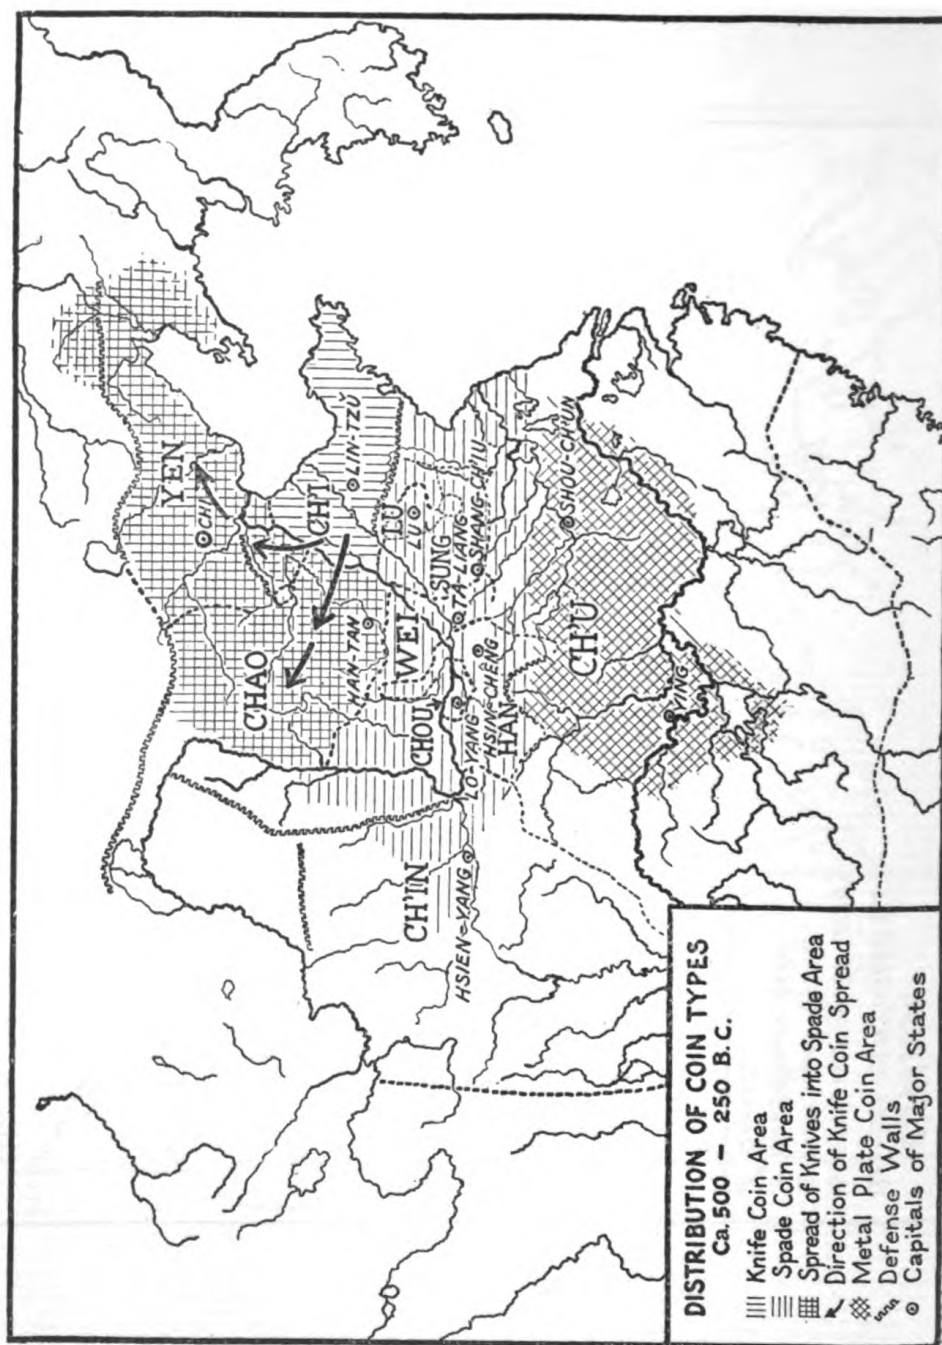 YEN
CHI
CHAO
CH'I
LIN-TZŬ
HAN-TAN
LU
LU
WEI
SUNG
CHOU
TA-LIANG
SHANG-CH'IU
LO-YANG
HSIN-CHÊNG
HAN
CH'IN
HSIEN-YANG
SHOU-CH'UN
CH'U
YING
DISTRIBUTION OF COIN TYPES
Ca. 500 – 250 B.C.
Knife Coin Area
Spade Coin Area
Spread of Knives into Spade Area
Direction of Knife Coin Spread
Metal Plate Coin Area
Defense Walls
Capitals of Major States